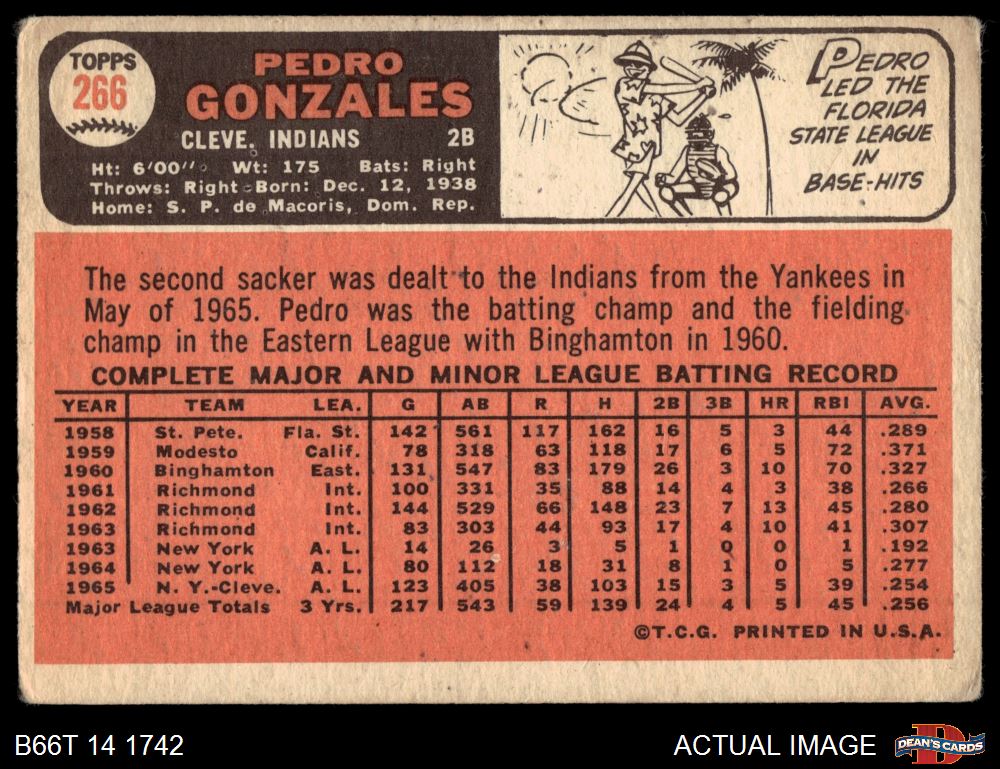 TOPPS
266
PEDRO
GONZALES
CLEVE. INDIANS 2B
Ht: 6'00" Wt: 175 Bats: Right
Throws: Right Born: Dec. 12, 1938
Home: S. P. de Macoris, Dom. Rep.
PEDRO
LED THE
FLORIDA
STATE LEAGUE
IN
BASE-HITS
The second sacker was dealt to the Indians from the Yankees in
May of 1965. Pedro was the batting champ and the fielding
champ in the Eastern League with Binghamton in 1960.
COMPLETE MAJOR AND MINOR LEAGUE BATTING RECORD
YEAR TEAM LEA. G AB R H 2B 3B HR RBI AVG.
1958 St. Pete. Fla. St. 142 561 117 162 16 5 3 44 .289
1959 Modesto Calif. 78 318 63 118 17 6 5 72 .371
1960 Binghamton East. 131 547 83 179 26 3 10 70 .327
1961 Richmond Int. 100 331 35 88 14 4 3 38 .266
1962 Richmond Int. 144 529 66 148 23 7 13 45 .280
1963 Richmond Int. 83 303 44 93 17 4 10 41 .307
1963 New York A. L. 14 26 3 5 1 0 0 1 .192
1964 New York A. L. 80 112 18 31 8 1 0 5 .277
1965 N. Y.-Cleve. A. L. 123 405 38 103 15 3 5 39 .254
Major League Totals 3 Yrs. 217 543 59 139 24 4 5 45 .256
©T.C.G. PRINTED IN U.S.A.
B66T 14 1742
ACTUAL IMAGE
D
DEAN'S CARDS